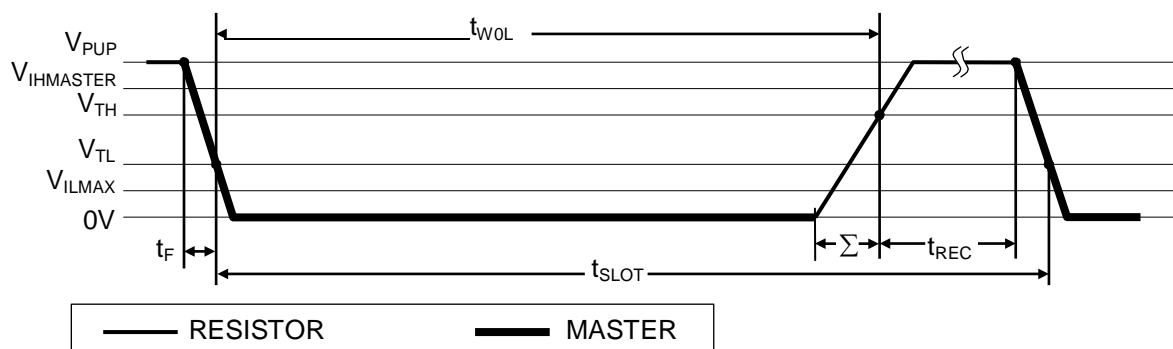 tW0L
VPUP
VIHMASTER
VTH
VTL
VILMAX
0V
tF
Σ
tREC
tSLOT
RESISTOR MASTER